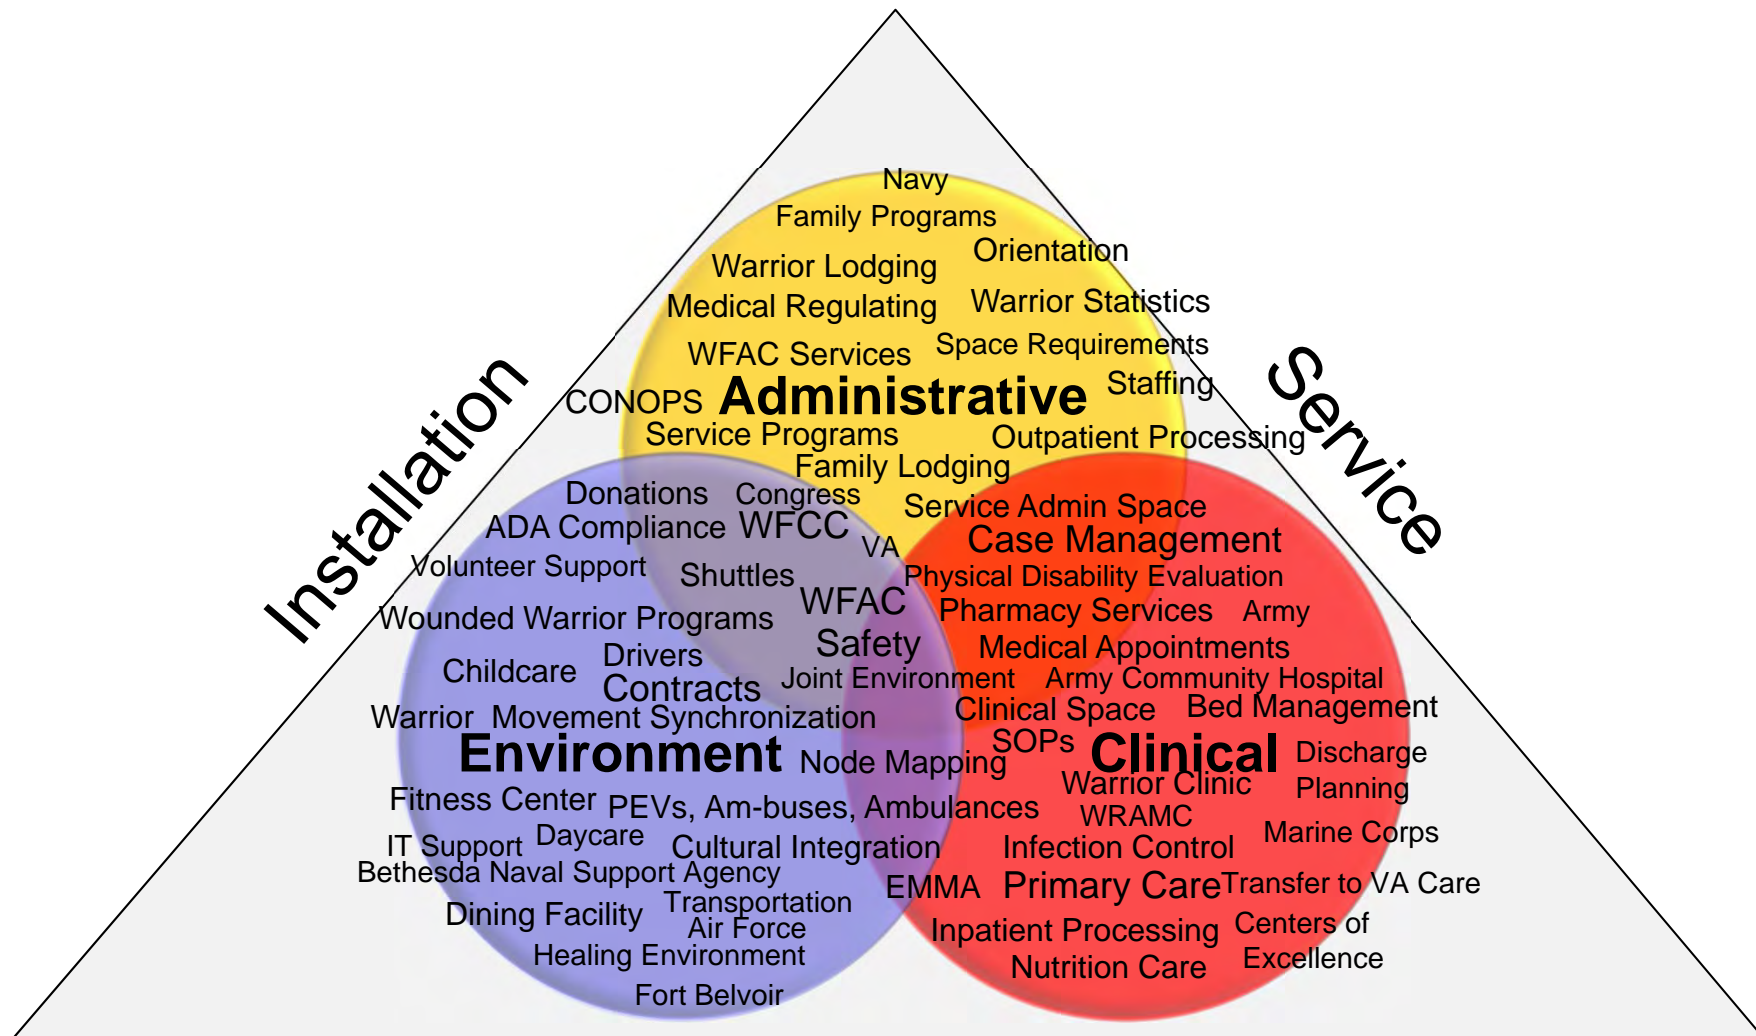 Navy
Family Programs
Orientation
Warrior Lodging
Medical Regulating
Warrior Statistics
WFAC Services
Space Requirements
Administrative
Staffing
CONOPS
Service Programs
Outpatient Processing
Family Lodging
Installation
Service
Donations
Congress
Service Admin Space
ADA Compliance
WFCC
VA
Case Management
Volunteer Support
Shuttles
Physical Disability Evaluation
WFAC
Pharmacy Services
Army
Wounded Warrior Programs
Safety
Medical Appointments
Childcare
Drivers
Joint Environment
Army Community Hospital
Contracts
Clinical Space
Bed Management
Warrior  Movement Synchronization
SOPs
Environment
Node Mapping
Clinical
Discharge
Planning
Warrior Clinic
Fitness Center
PEVs, Am-buses, Ambulances
WRAMC
Marine Corps
IT Support
Daycare
Cultural Integration
Infection Control
Bethesda Naval Support Agency
EMMA
Primary Care
Transfer to VA Care
Transportation
Dining Facility
Air Force
Inpatient Processing
Centers of
Excellence
Healing Environment
Nutrition Care
Fort Belvoir